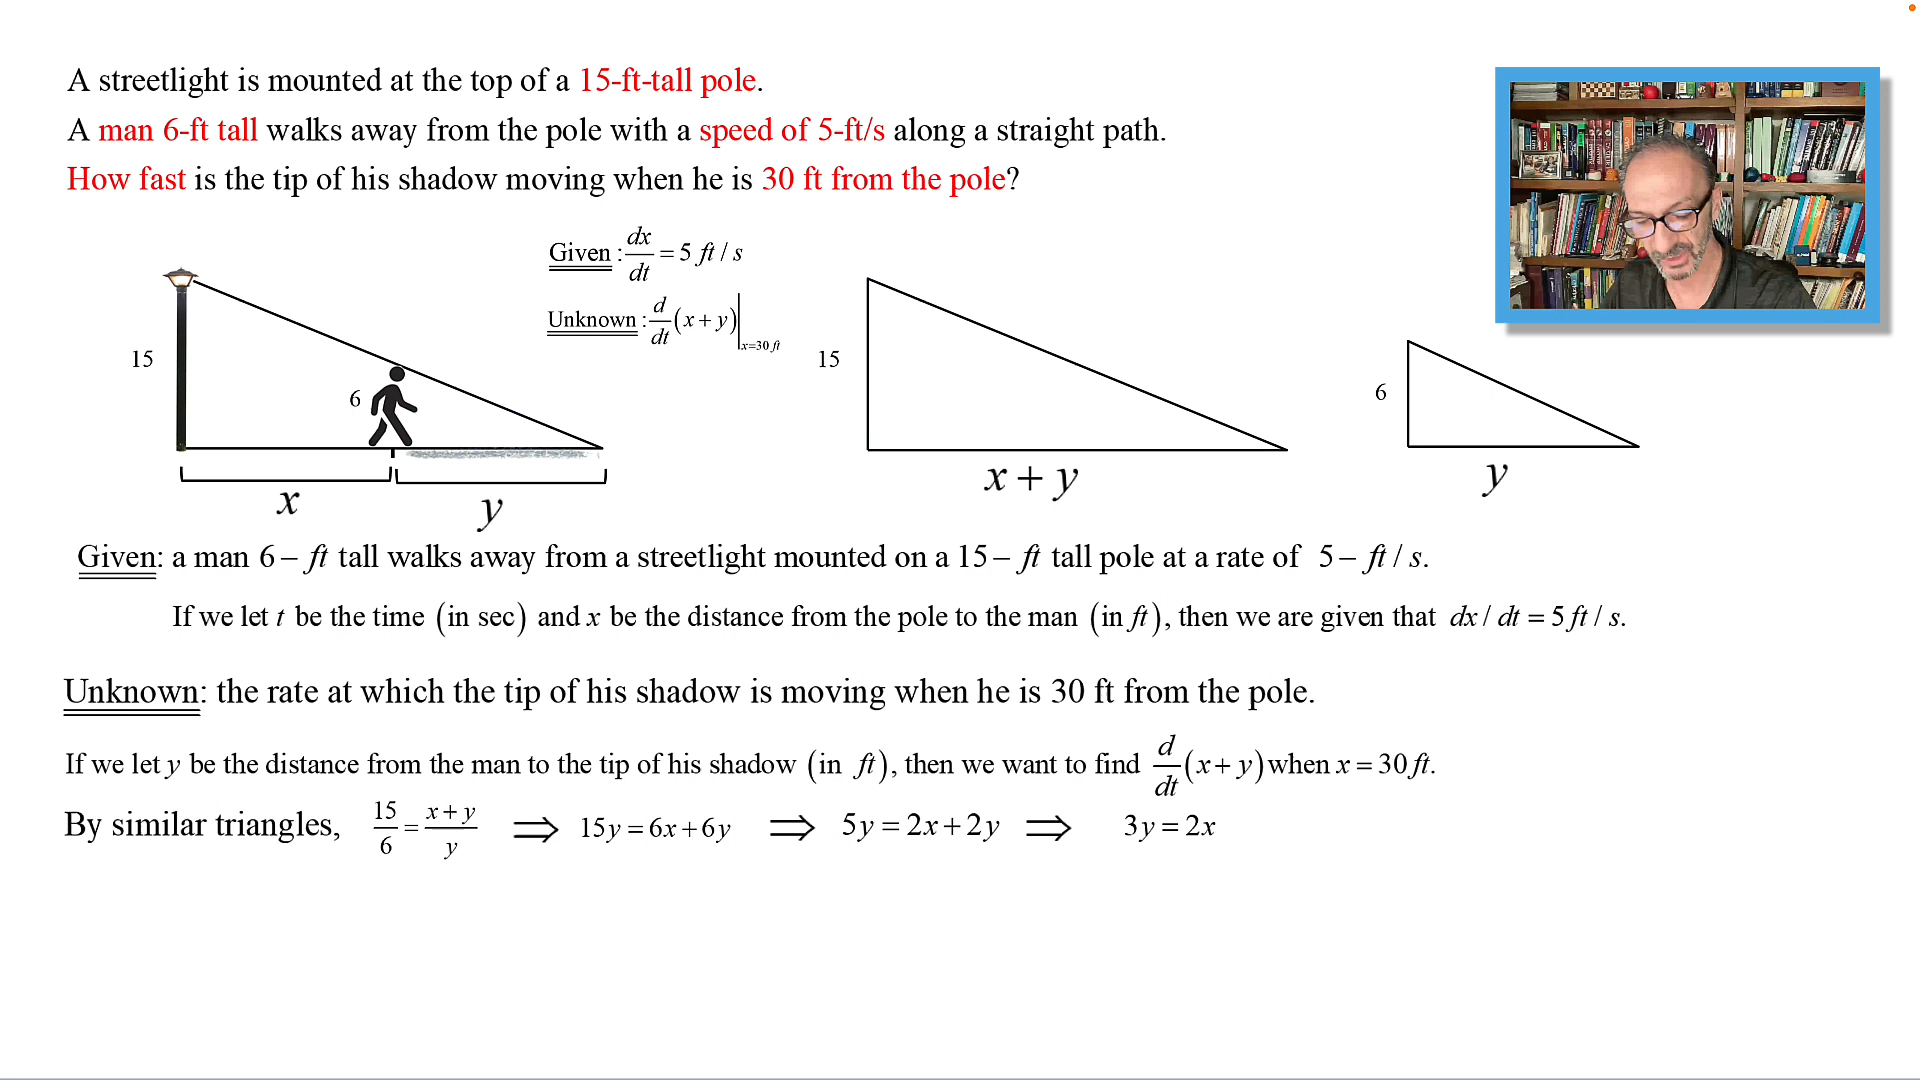 A streetlight is mounted at the top of a 15-ft-tall pole.
A man 6-ft tall walks away from the pole with a speed of 5-ft/s along a straight path.
How fast is the tip of his shadow moving when he is 30 ft from the pole?
Given : dx/dt = 5 ft / s
Unknown : d/dt (x + y)|x=30 ft
15
6
x
y
15
x + y
6
y
Given: a man 6 – ft tall walks away from a streetlight mounted on a 15 – ft tall pole at a rate of 5 – ft / s.
If we let t be the time (in sec) and x be the distance from the pole to the man (in ft), then we are given that dx / dt = 5 ft / s.
Unknown: the rate at which the tip of his shadow is moving when he is 30 ft from the pole.
If we let y be the distance from the man to the tip of his shadow (in ft), then we want to find d/dt (x + y) when x = 30 ft.
By similar triangles, 15/6 = x + y/y ⇒ 15y = 6x + 6y ⇒ 5y = 2x + 2y ⇒ 3y = 2x